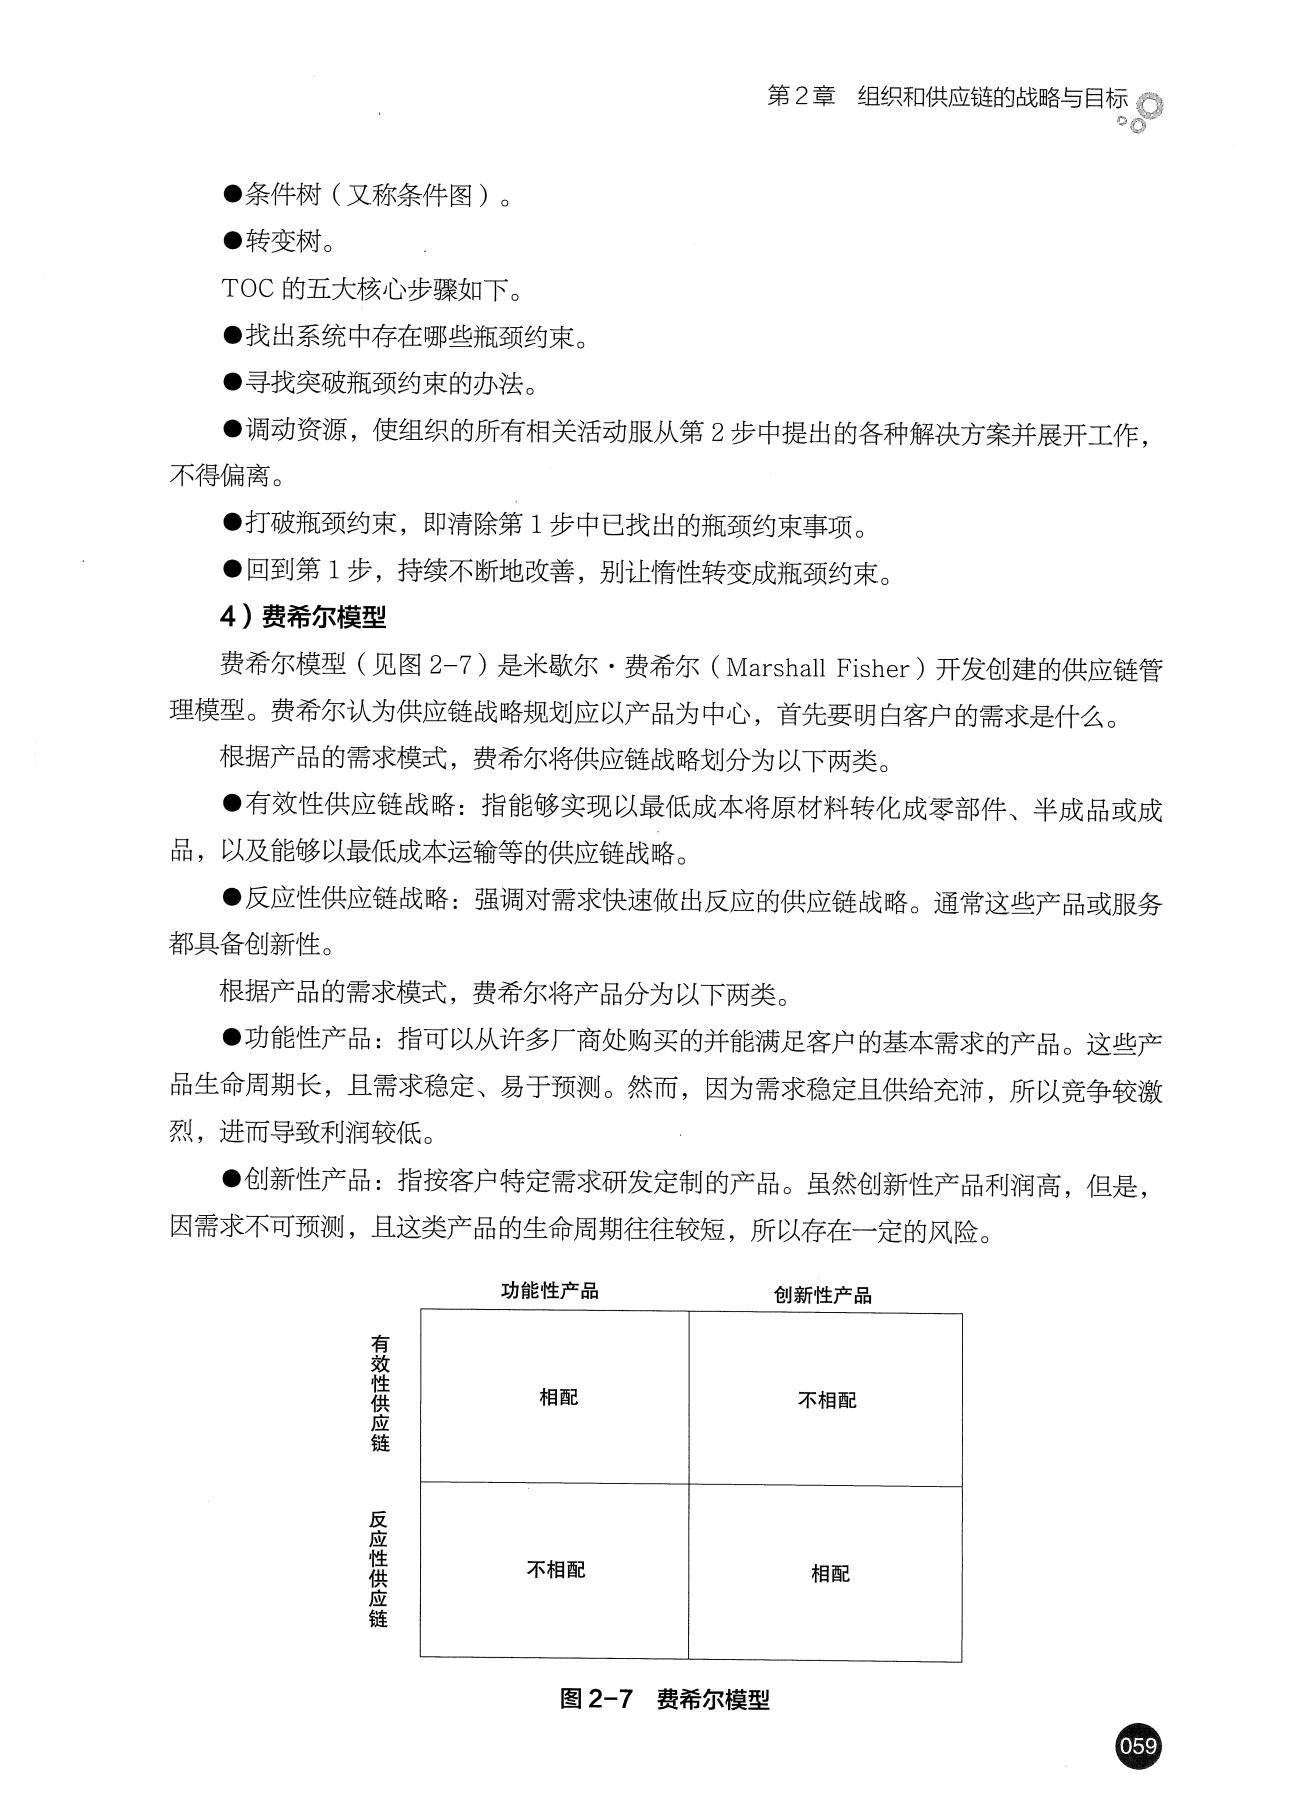 第2章　组织和供应链的战略与目标
●条件树（又称条件图）。
●转变树。
TOC 的五大核心步骤如下。
●找出系统中存在哪些瓶颈约束。
●寻找突破瓶颈约束的办法。
●调动资源，使组织的所有相关活动服从第 2 步中提出的各种解决方案并展开工作，
不得偏离。
●打破瓶颈约束，即清除第 1 步中已找出的瓶颈约束事项。
●回到第 1 步，持续不断地改善，别让惰性转变成瓶颈约束。
4）费希尔模型
费希尔模型（见图 2-7）是米歇尔·费希尔（Marshall Fisher）开发创建的供应链管
理模型。费希尔认为供应链战略规划应以产品为中心，首先要明白客户的需求是什么。
根据产品的需求模式，费希尔将供应链战略划分为以下两类。
●有效性供应链战略：指能够实现以最低成本将原材料转化成零部件、半成品或成
品，以及能够以最低成本运输等的供应链战略。
●反应性供应链战略：强调对需求快速做出反应的供应链战略。通常这些产品或服务
都具备创新性。
根据产品的需求模式，费希尔将产品分为以下两类。
●功能性产品：指可以从许多厂商处购买的并能满足客户的基本需求的产品。这些产
品生命周期长，且需求稳定、易于预测。然而，因为需求稳定且供给充沛，所以竞争较激
烈，进而导致利润较低。
●创新性产品：指按客户特定需求研发定制的产品。虽然创新性产品利润高，但是，
因需求不可预测，且这类产品的生命周期往往较短，所以存在一定的风险。
功能性产品
创新性产品
有效性供应链
相配
不相配
反应性供应链
不相配
相配
图 2-7　费希尔模型
059